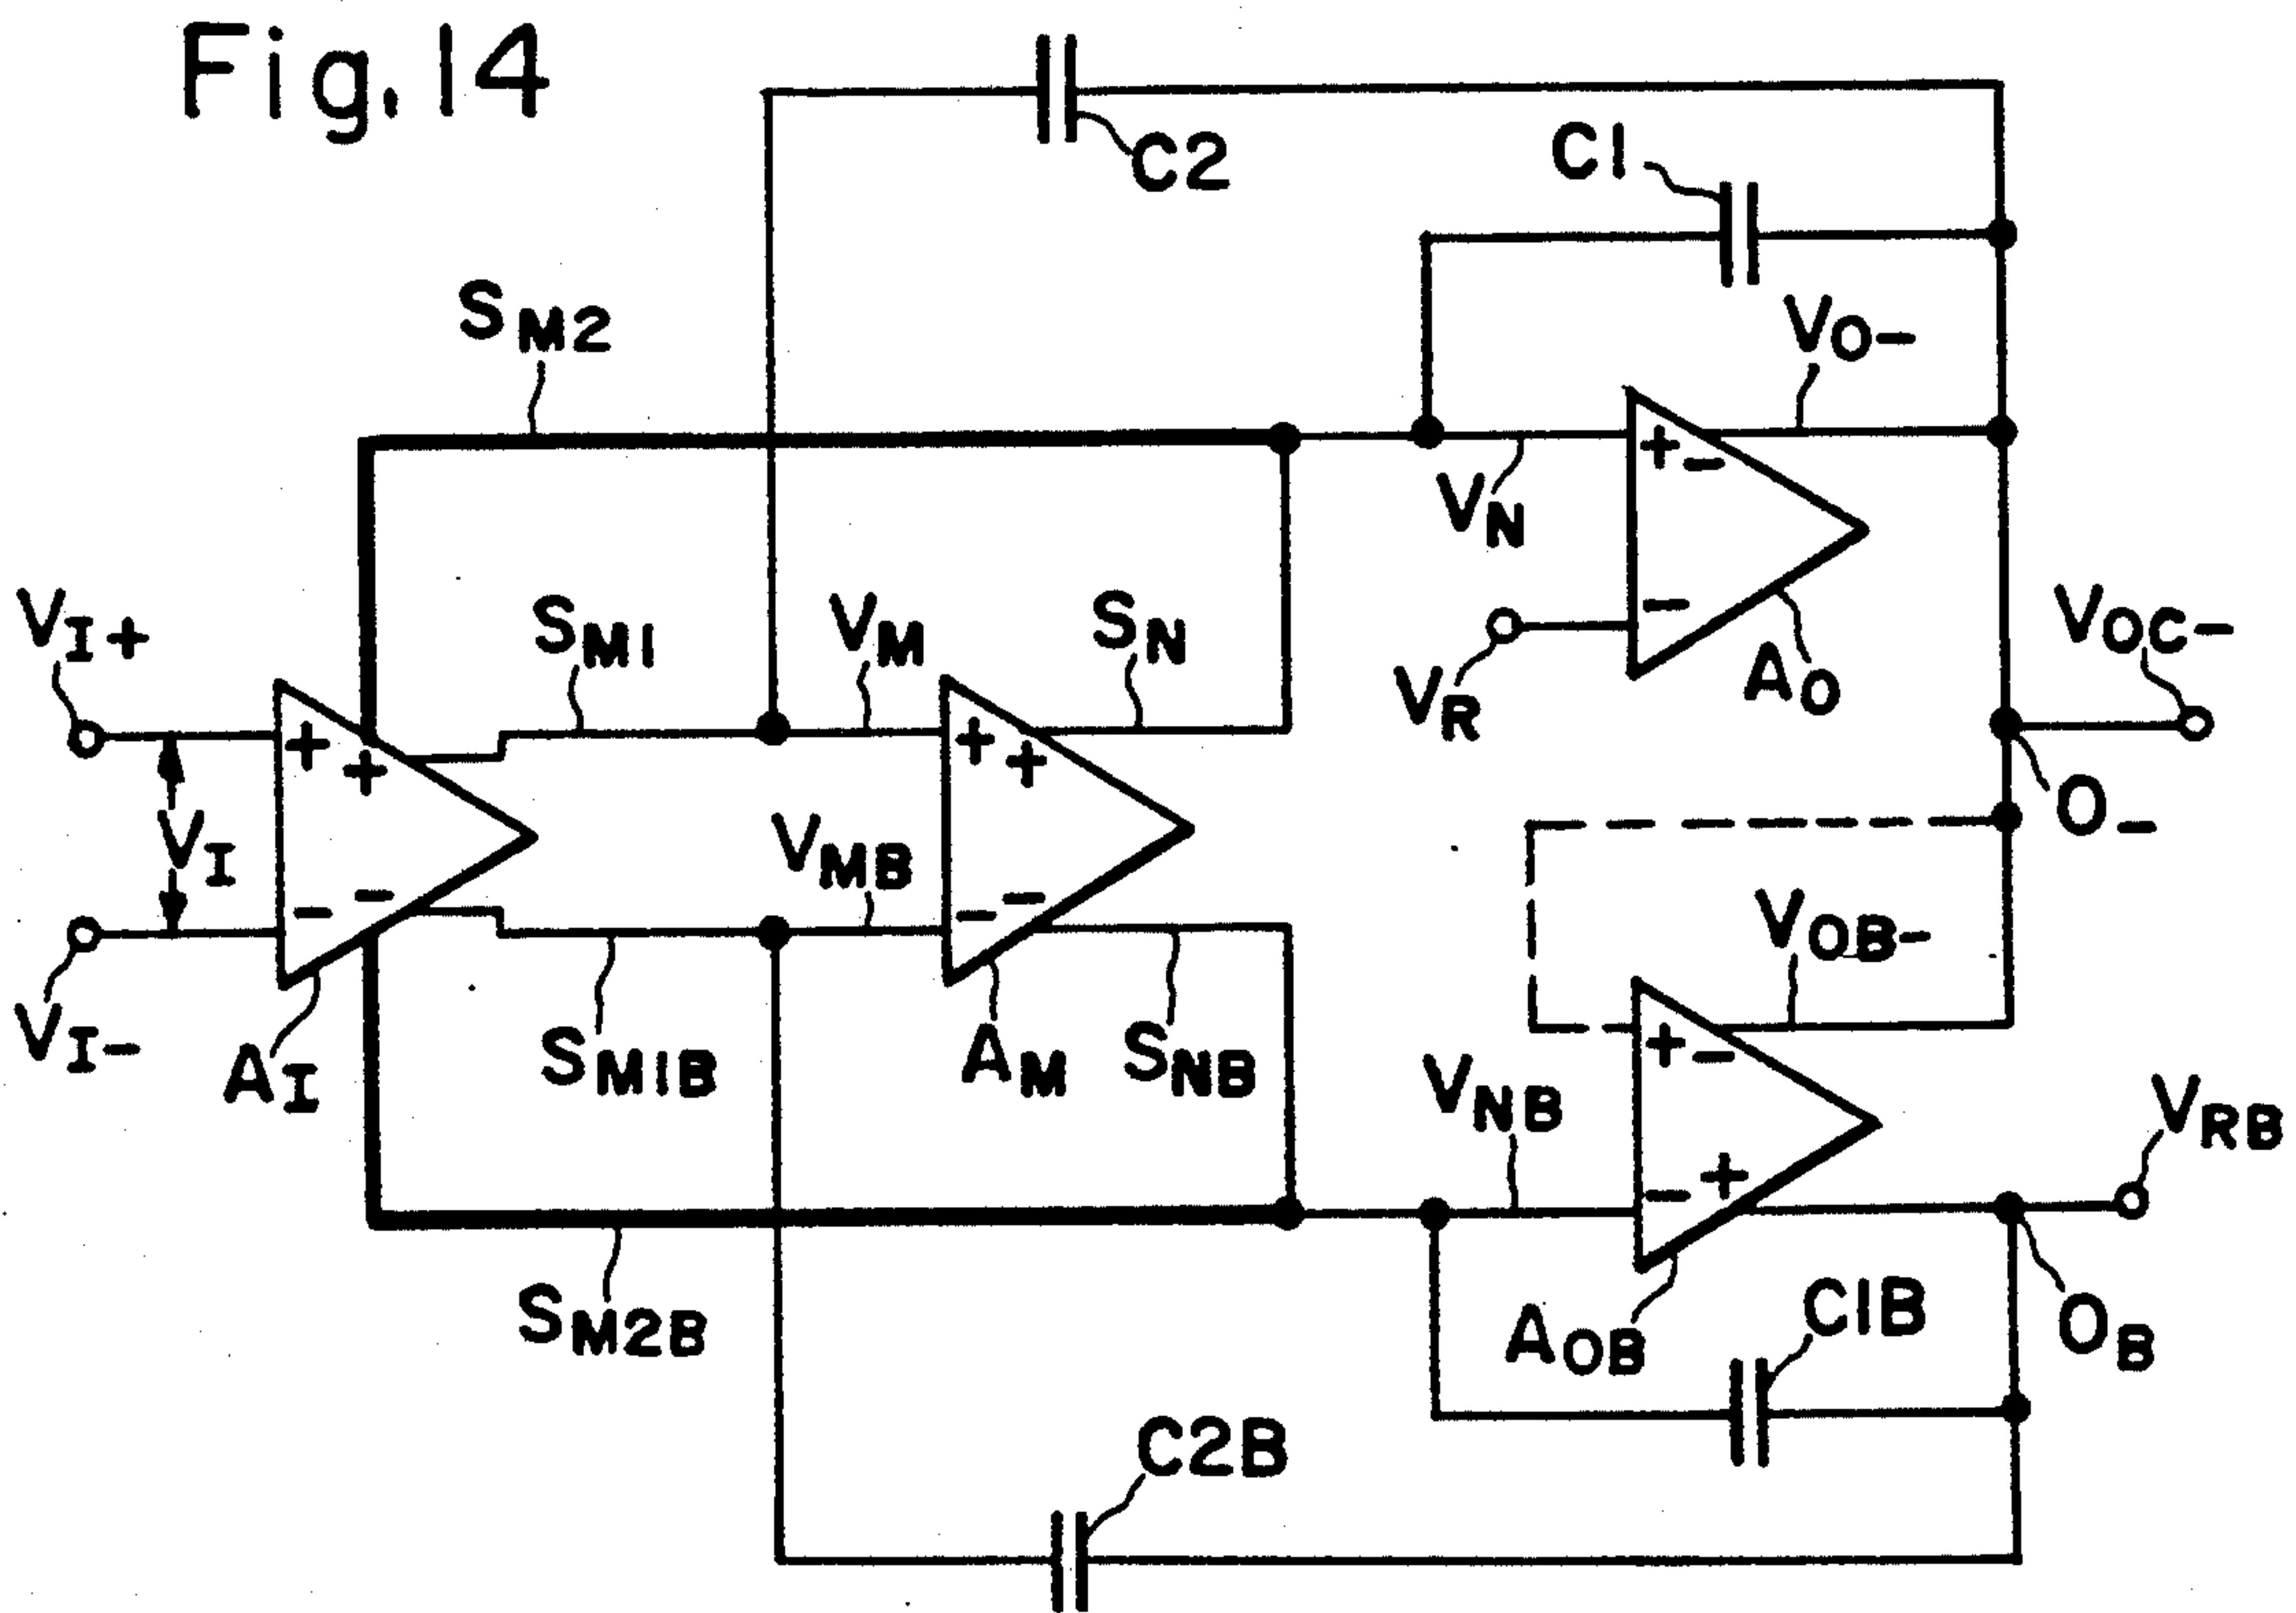 Fig.14
C2
C1
SM2
VO-
+
-
VN
VI+
SM1
VM
SN
-
VR
AO
VOC-
+
+
+
+
VI
VMB
O-
-
-
-
-
VOB-
VI-
AI
SM1B
AM
SNB
+
-
VNB
VRB
-
+
SM2B
AOB
C1B
OB
C2B